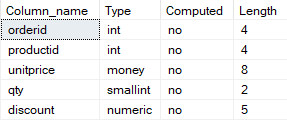 Column_name Type Computed Length
orderid int no 4
productid int no 4
unitprice money no 8
qty smallint no 2
discount numeric no 5